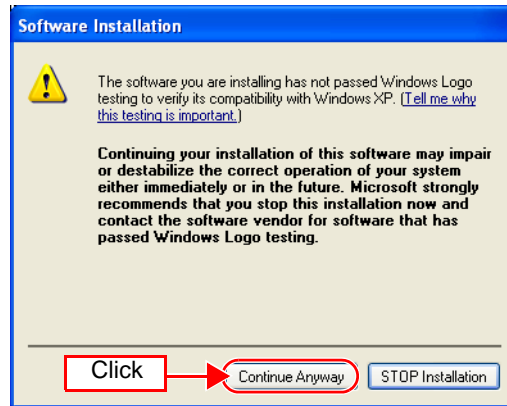 Software Installation
The software you are installing has not passed Windows Logo
testing to verify its compatibility with Windows XP. (Tell me why
this testing is important.)
Continuing your installation of this software may impair
or destabilize the correct operation of your system
either immediately or in the future. Microsoft strongly
recommends that you stop this installation now and
contact the software vendor for software that has
passed Windows Logo testing.
Click
Continue Anyway
STOP Installation